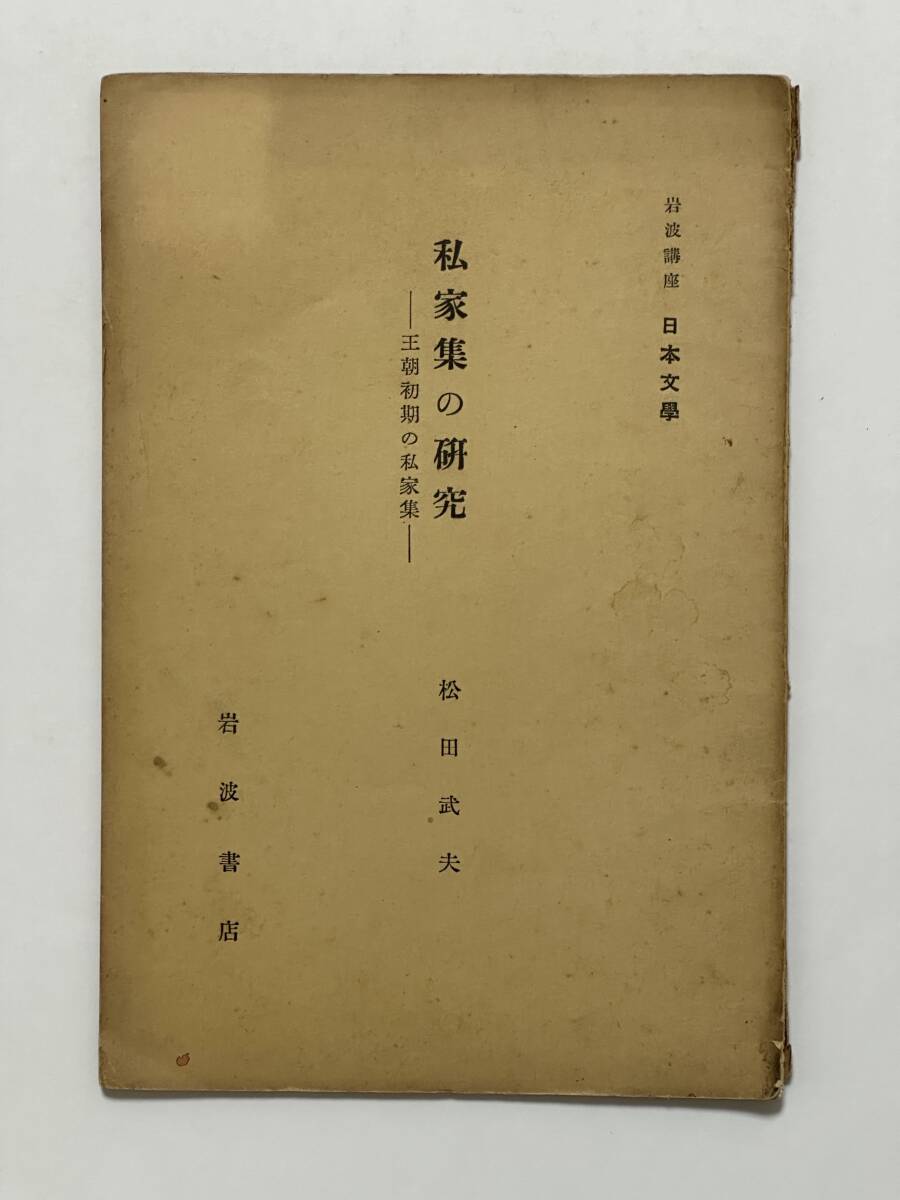 岩波講座 日本文學
私家集の研究
——王朝初期の私家集——
松田武夫
岩波書店